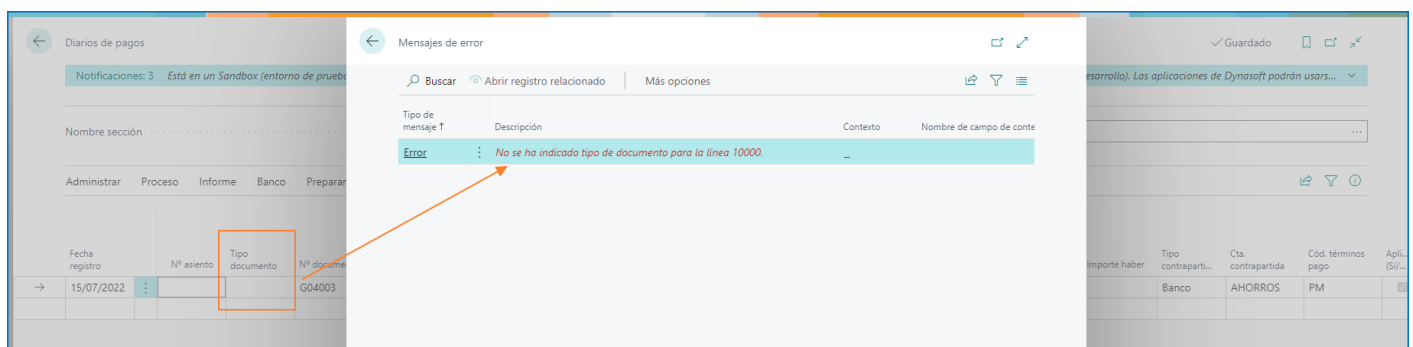 Diarios de pagos
Guardado
Notificaciones: 3 Está en un Sandbox (entorno de prueba
esarrollo). Las aplicaciones de Dynasoft podrán usars...
Nombre sección
Administrar Proceso Informe Banco Preparar
Fecha registro
Nº asiento
Tipo documento
Nº docume
15/07/2022
G04003
Mensajes de error
Buscar Abrir registro relacionado Más opciones
Tipo de mensaje ↑
Descripción
Contexto
Nombre de campo de conte
Error
No se ha indicado tipo de documento para la línea 10000.
_
Importe haber
Tipo contraparti...
Cta. contrapartida
Cód. términos pago
Apli... (Sí/...
Banco AHORROS PM